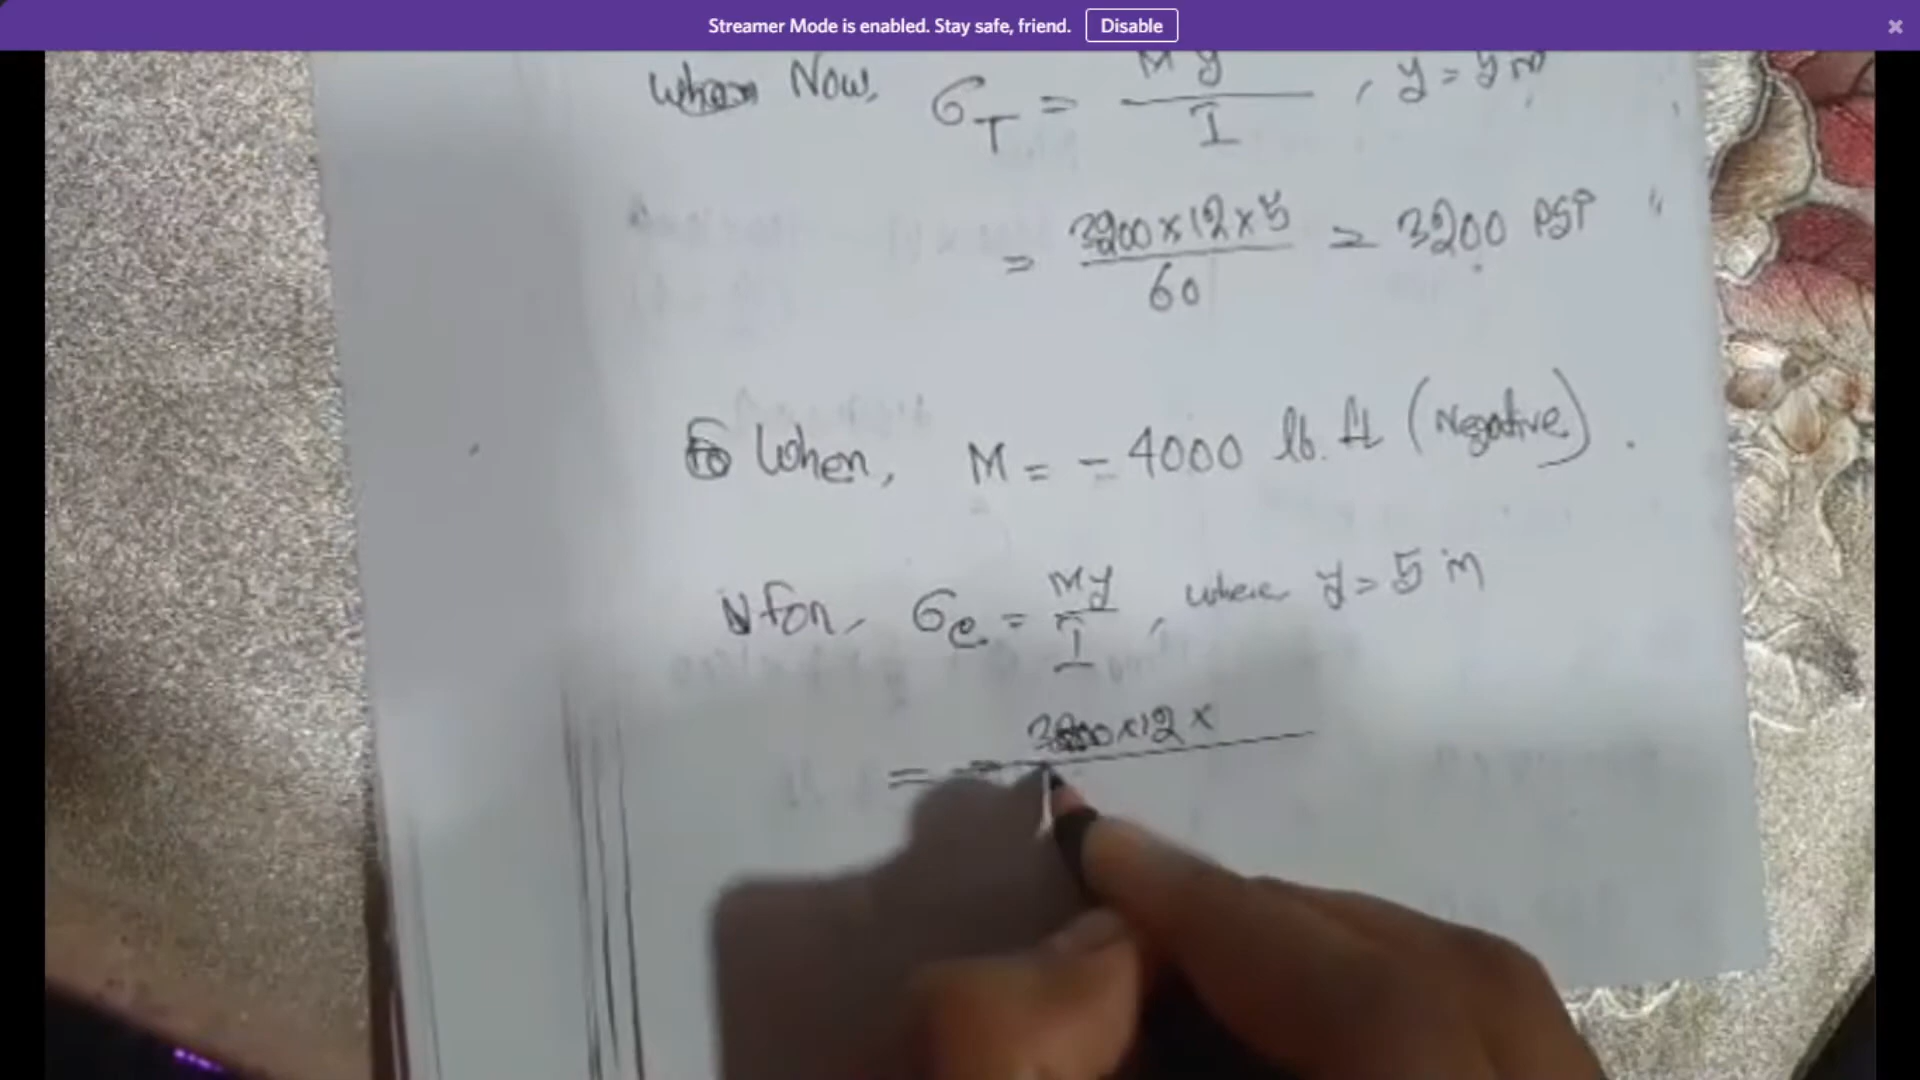 Streamer Mode is enabled. Stay safe, friend. Disable
Now, σT = My / I , y = 5 in
= 3200 x 12 x 5 / 60 = 3200 PSI
When, M = - 4000 lb. ft (Negative).
for, σc = My / I , where y = 5 in
= - x 12 x